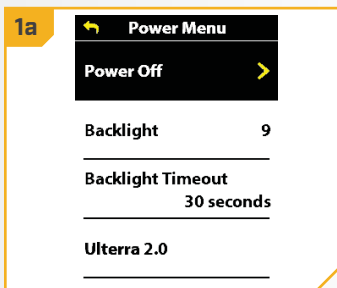 1a
Power Menu
Power Off
Backlight 9
Backlight Timeout
30 seconds
Ulterra 2.0